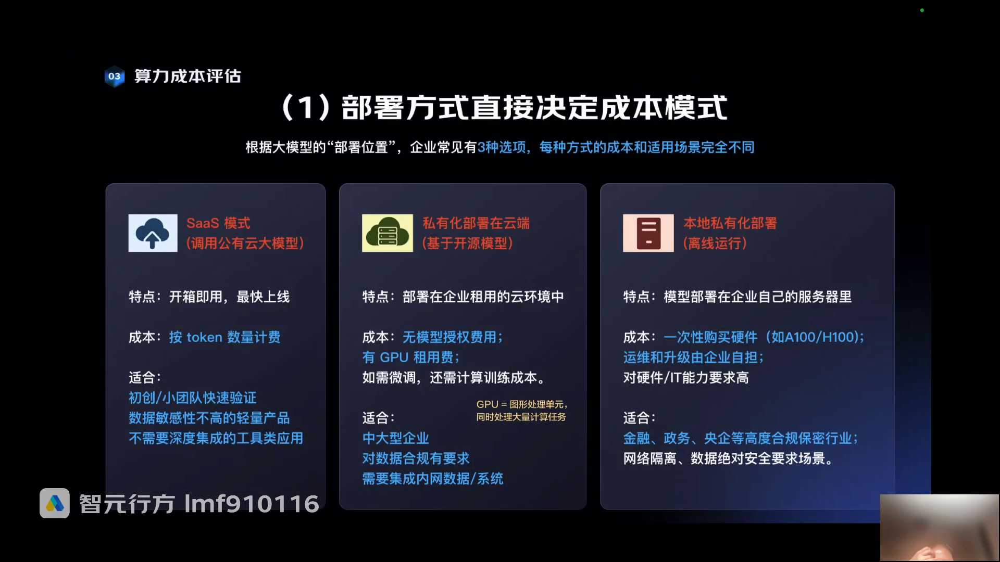 03 算力成本评估
（1）部署方式直接决定成本模式
根据大模型的“部署位置”，企业常见有3种选项，每种方式的成本和适用场景完全不同
SaaS 模式
(调用公有云大模型)
特点：开箱即用，最快上线
成本：按 token 数量计费
适合：
初创/小团队快速验证
数据敏感性不高的轻量产品
不需要深度集成的工具类应用
私有化部署在云端
(基于开源模型)
特点：部署在企业租用的云环境中
成本：无模型授权费用；
有 GPU 租用费；
如需微调，还需计算训练成本。
GPU = 图形处理单元，
同时处理大量计算任务
适合：
中大型企业
对数据合规有要求
需要集成内网数据/系统
本地私有化部署
(离线运行)
特点：模型部署在企业自己的服务器里
成本：一次性购买硬件（如A100/H100)；
运维和升级由企业自担；
对硬件/IT能力要求高
适合：
金融、政务、央企等高度合规保密行业；
网络隔离、数据绝对安全要求场景。
智元行方 lmf910116